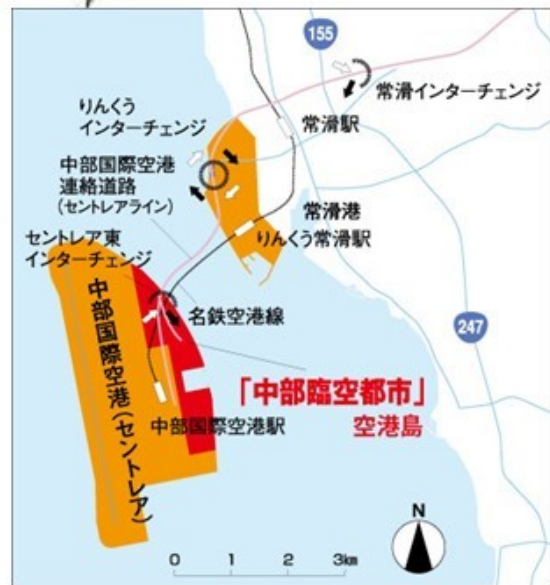 155
常滑インターチェンジ
りんくう
インターチェンジ
常滑駅
中部国際空港
連絡道路
(セントレアライン)
常滑港
りんくう常滑駅
セントレア東
インターチェンジ
名鉄空港線
247
中部国際空港(セントレア)
「中部臨空都市」
空港島
中部国際空港駅
N
0 1 2 3km